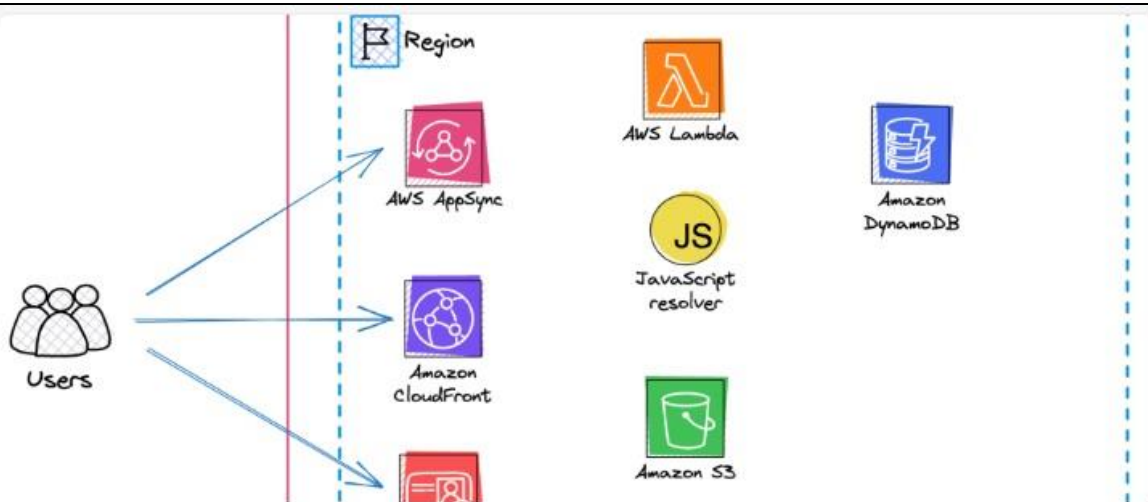 Region
AWS Lambda
AWS AppSync
Amazon
DynamoDB
JS
JavaScript
resolver
Users
Amazon
CloudFront
Amazon S3